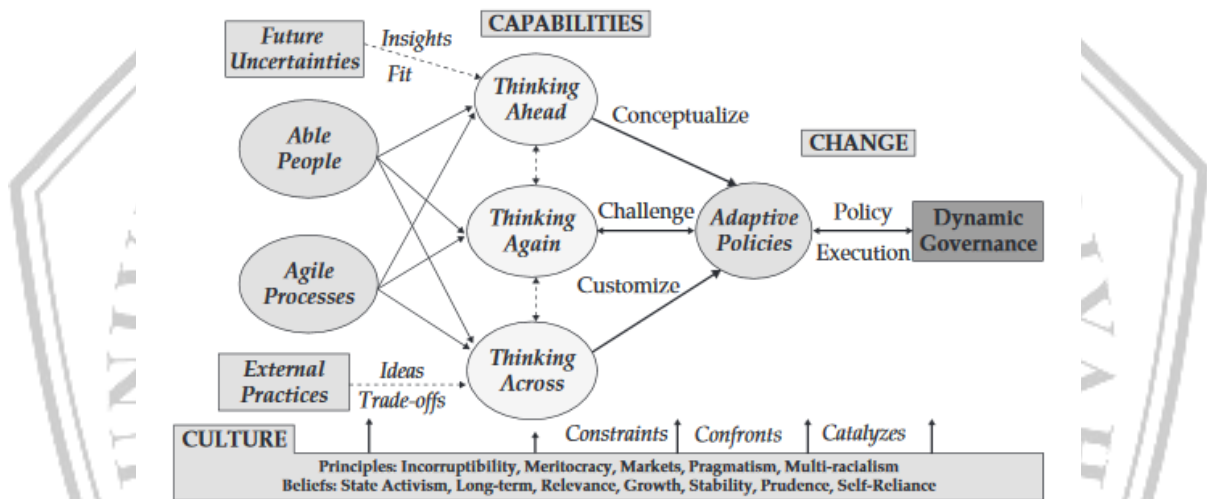 CAPABILITIES
Future
Uncertainties
Insights
Fit
Thinking
Ahead
Conceptualize
CHANGE
Able
People
Thinking
Again
Challenge
Adaptive
Policies
Policy
Execution
Dynamic
Governance
Agile
Processes
Customize
External
Practices
Ideas
Trade-offs
Thinking
Across
CULTURE
Constraints
Confronts
Catalyzes
Principles: Incorruptibility, Meritocracy, Markets, Pragmatism, Multi-racialism
Beliefs: State Activism, Long-term, Relevance, Growth, Stability, Prudence, Self-Reliance